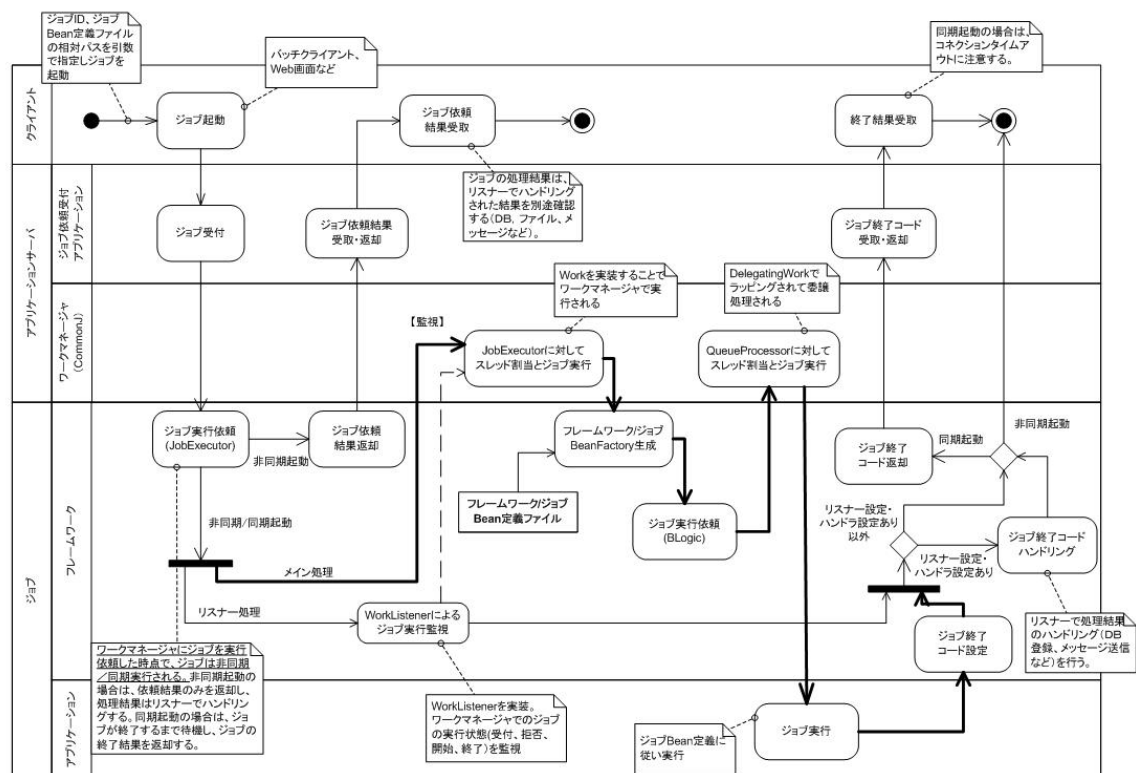 ジョブID、ジョブ
Bean定義ファイル
の相対パスを引数
で指定しジョブを
起動
バッチクライアント、
Web画面など
同期起動の場合は、
コネクションタイムア
ウトに注意する。
クライアント
ジョブ起動
ジョブ依頼
結果受取
終了結果受取
アプリケーションサーバ
ジョブ依頼受付
アプリケーション
ジョブ受付
ジョブ依頼結果
受取・返却
ジョブの処理結果は、
リスナーでハンドリング
された結果を別途確認
する(DB、ファイル、メ
ッセージなど)。
ジョブ終了コード
受取・返却
ワークマネージャ
(CommonJ)
Workを実装することで
ワークマネージャで実
行される
DelegatingWorkで
ラッピングされて委譲
処理される
【監視】
JobExecutorに対して
スレッド割当とジョブ実行
QueueProcessorに対して
スレッド割当とジョブ実行
ジョブ
フレームワーク
ジョブ実行依頼
(JobExecutor)
非同期起動
ジョブ依頼
結果返却
フレームワーク/ジョブ
BeanFactory生成
フレームワーク/ジョブ
Bean定義ファイル
ジョブ実行依頼
(BLogic)
ジョブ終了
コード返却
同期起動
非同期起動
非同期/同期起動
メイン処理
リスナー処理
WorkListenerによる
ジョブ実行監視
リスナー設定・
ハンドラ設定あり
以外
リスナー設定・
ハンドラ設定あり
ジョブ終了コード
ハンドリング
ジョブ終了
コード設定
リスナーで処理結果
のハンドリング(DB
登録、メッセージ送信
など)を行う。
ワークマネージャにジョブを実行
依頼した時点で、ジョブは非同期
/同期実行される。非同期起動の
場合は、依頼結果のみを返却し、
処理結果はリスナーでハンドリン
グする。同期起動の場合は、ジョ
ブが終了するまで待機し、ジョブの
終了結果を返却する。
アプリケーション
WorkListenerを実装。
ワークマネージャでのジョブ
の実行状態(受付、拒否、
開始、終了)を監視
ジョブBean定義に
従い実行
ジョブ実行